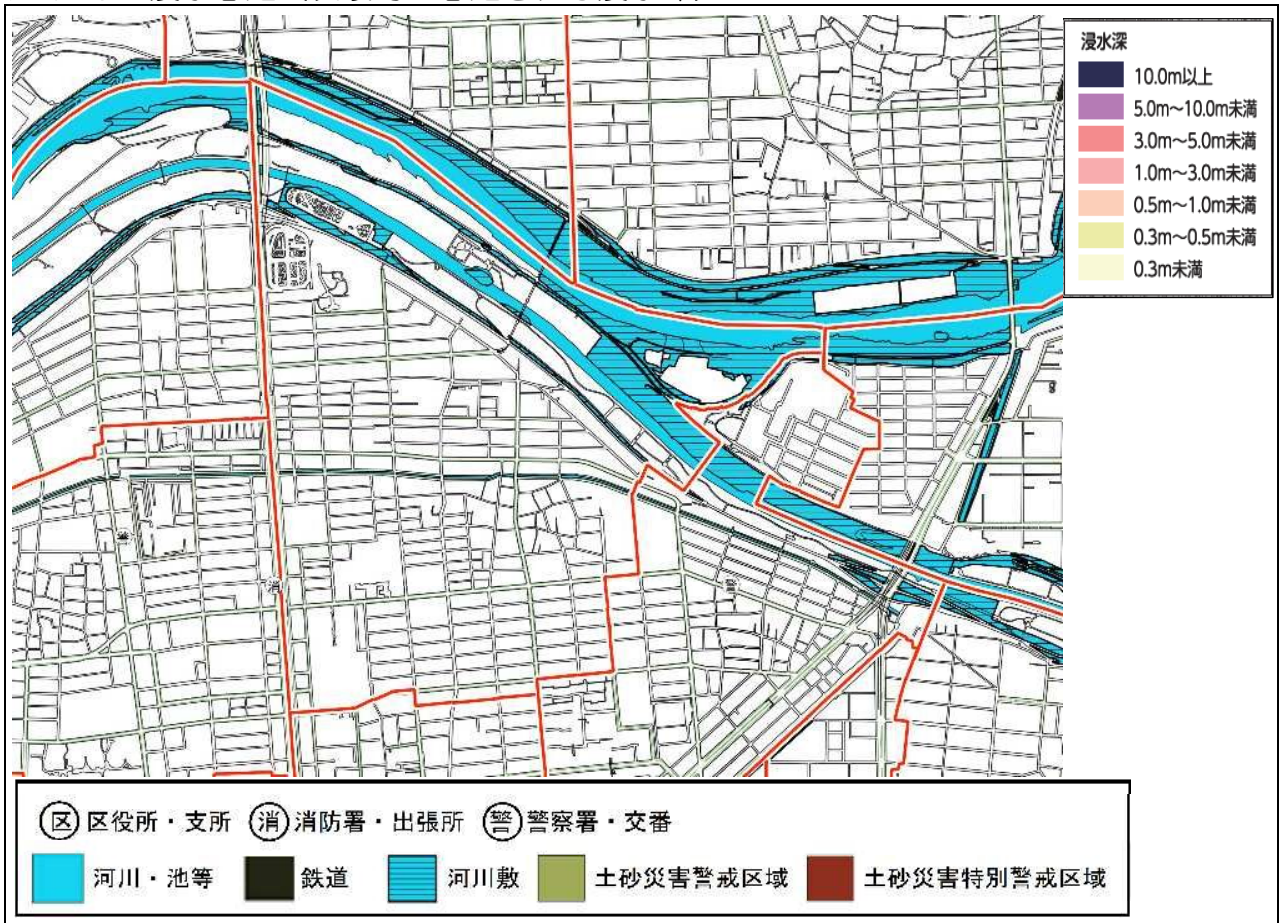 浸水深
10.0m以上
5.0m~10.0m未満
3.0m~5.0m未満
1.0m~3.0m未満
0.5m~1.0m未満
0.3m~0.5m未満
0.3m未満
消
区 区役所・支所 消 消防署・出張所 警 警察署・交番
河川・池等 鉄道 河川敷 土砂災害警戒区域 土砂災害特別警戒区域